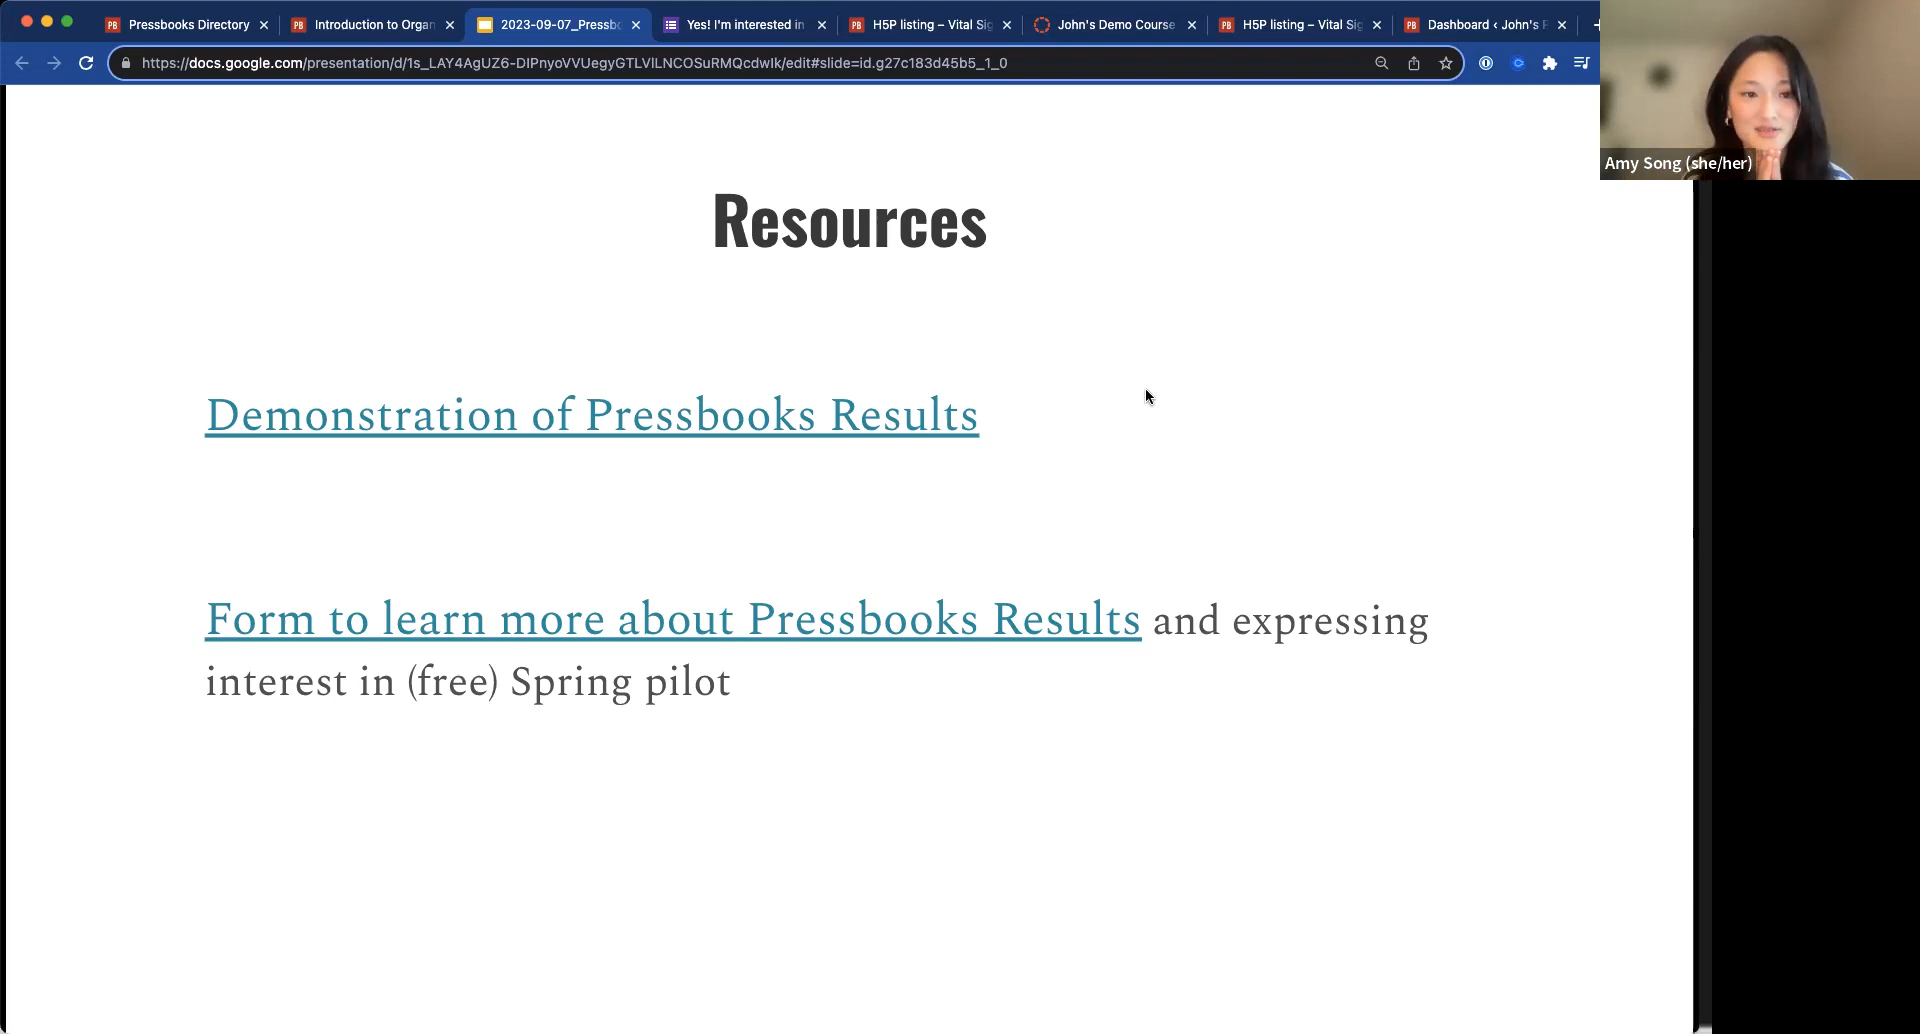 Pressbooks Directory
Introduction to Organ
2023-09-07_Pressbo
Yes! I'm interested in
H5P listing – Vital Sig
John's Demo Course
H5P listing – Vital Sig
Dashboard ‹ John's P
https://docs.google.com/presentation/d/1s_LAY4AgUZ6-DIPnyoVVUegyGTLVlLNCOSuRMQcdwIk/edit#slide=id.g27c183d45b5_1_0
Amy Song (she/her)
Resources
Demonstration of Pressbooks Results
Form to learn more about Pressbooks Results and expressing
interest in (free) Spring pilot